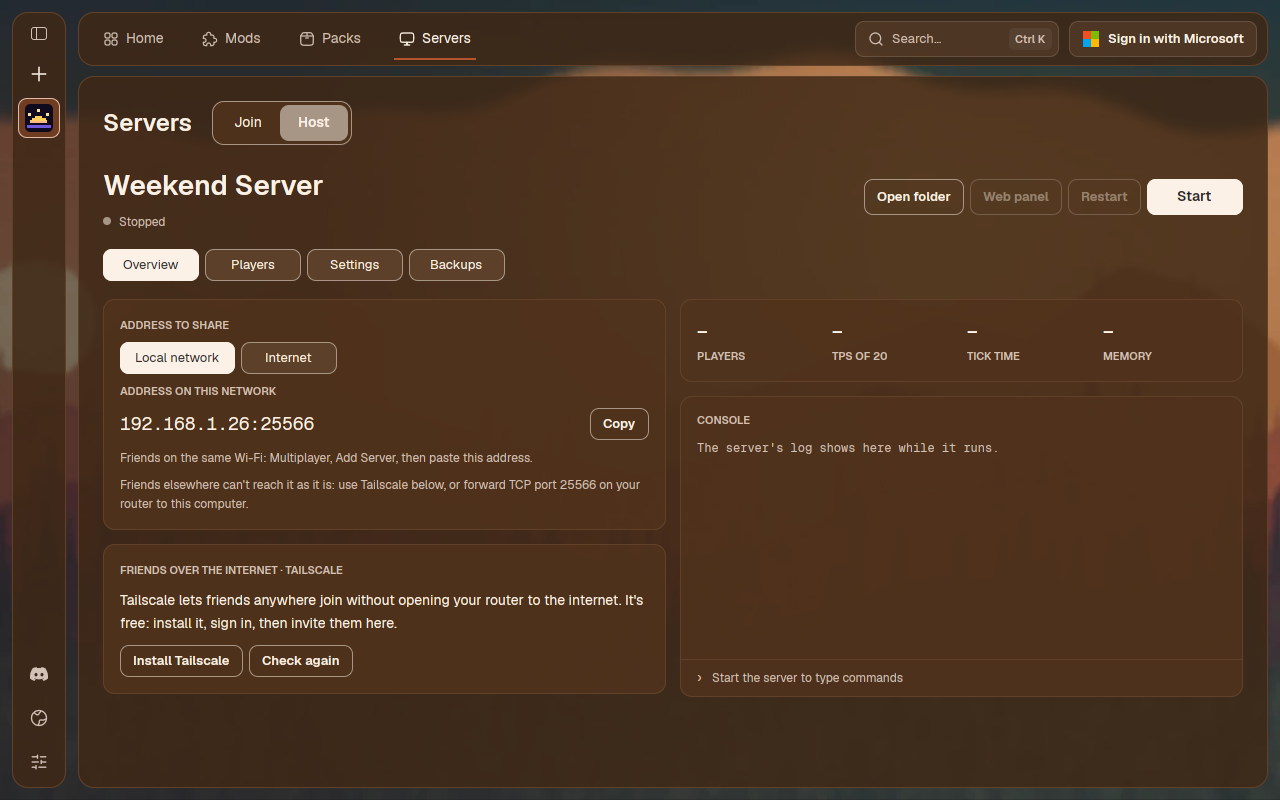 Home
Mods
Packs
Servers
Search...
Ctrl K
Sign in with Microsoft
Servers
Join
Host
Weekend Server
Stopped
Open folder
Web panel
Restart
Start
Overview
Players
Settings
Backups
ADDRESS TO SHARE
Local network
Internet
ADDRESS ON THIS NETWORK
192.168.1.26:25566
Copy
Friends on the same Wi-Fi: Multiplayer, Add Server, then paste this address.
Friends elsewhere can't reach it as it is: use Tailscale below, or forward TCP port 25566 on your
router to this computer.
FRIENDS OVER THE INTERNET · TAILSCALE
Tailscale lets friends anywhere join without opening your router to the internet. It's
free: install it, sign in, then invite them here.
Install Tailscale
Check again
– – – –
PLAYERS
TPS OF 20
TICK TIME
MEMORY
CONSOLE
The server's log shows here while it runs.
› Start the server to type commands